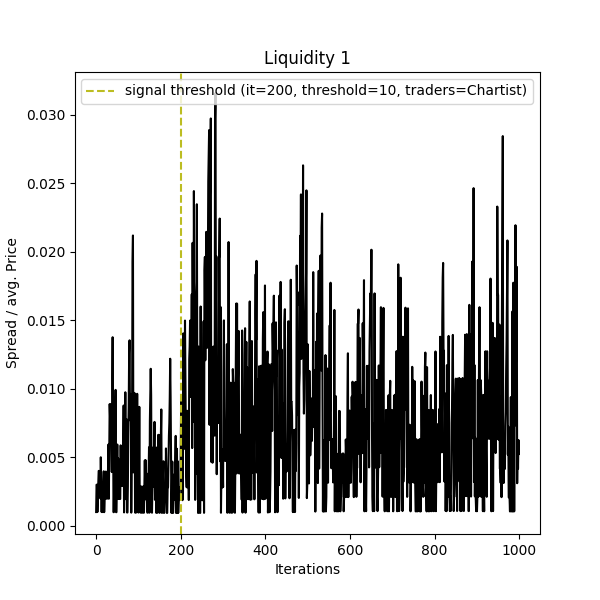 Liquidity 1
signal threshold (it=200, threshold=10, traders=Chartist)
Spread / avg. Price
0.030
0.025
0.020
0.015
0.010
0.005
0.000
0 200 400 600 800 1000
Iterations